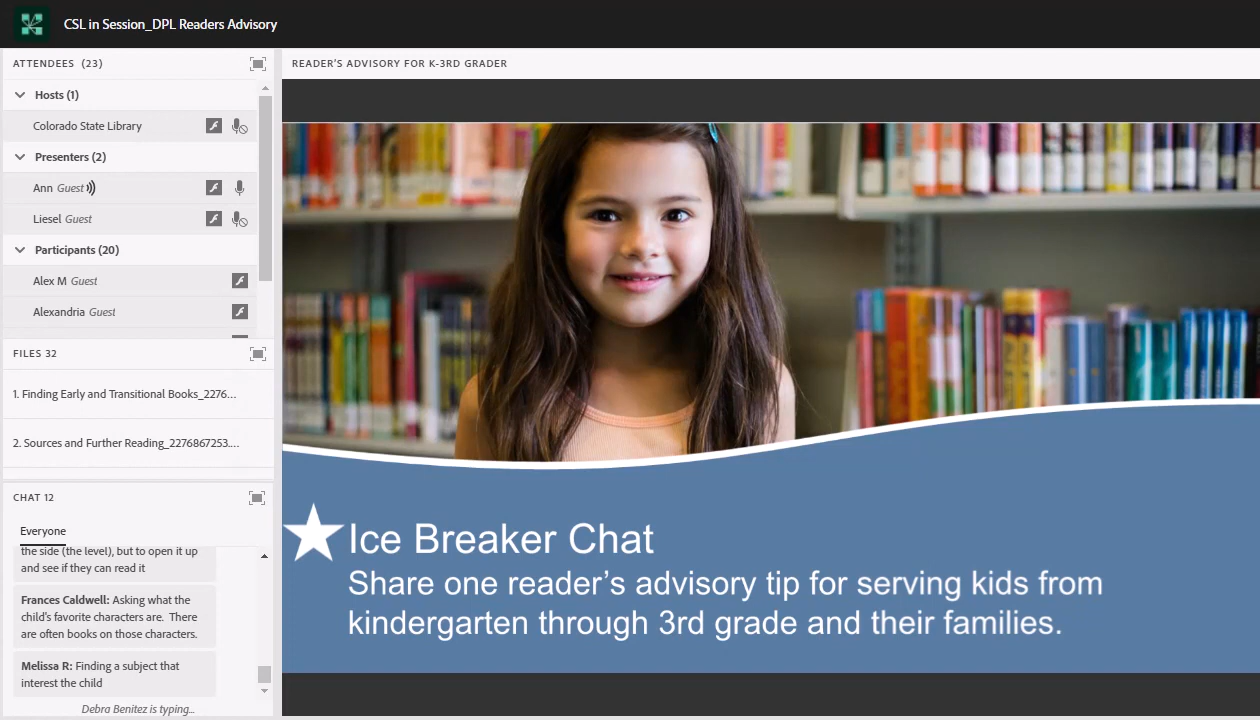 CSL in Session_DPL Readers Advisory
ATTENDEES (23)
Hosts (1)
Colorado State Library
Presenters (2)
Ann Guest
Liesel Guest
Participants (20)
Alex M Guest
Alexandria Guest
FILES 32
1. Finding Early and Transitional Books_2276...
2. Sources and Further Reading_2276867253....
CHAT 12
Everyone
the side (the level), but to open it up
and see if they can read it
Frances Caldwell: Asking what the
child's favorite characters are. There
are often books on those characters.
Melissa R: Finding a subject that
interest the child
Debra Benitez is typing...
READER'S ADVISORY FOR K-3RD GRADER
Ice Breaker Chat
Share one reader's advisory tip for serving kids from
kindergarten through 3rd grade and their families.